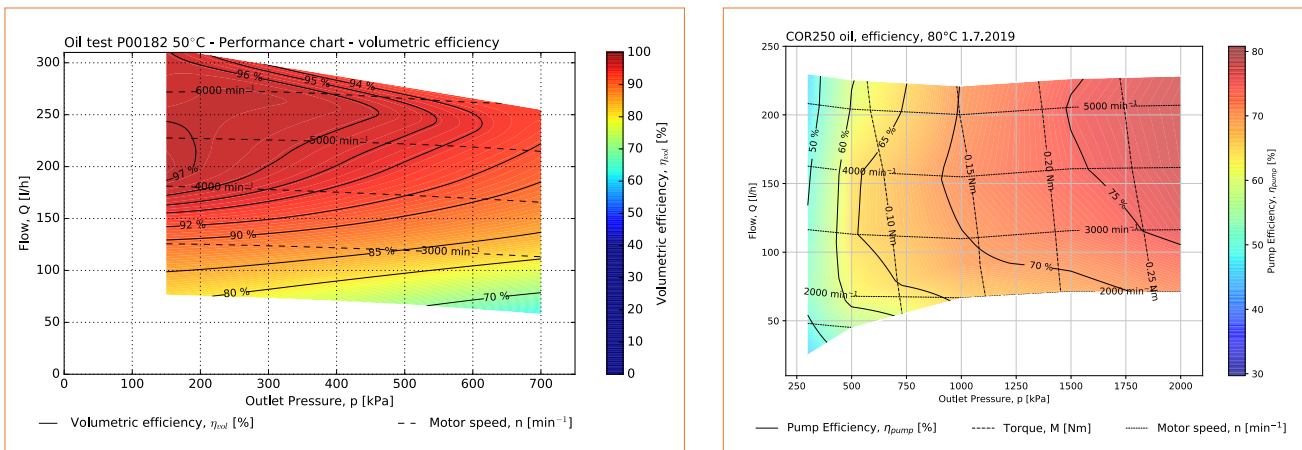 Oil test P00182 50°C - Performance chart - volumetric efficiency
300
250
200
150
100
50
0
Flow, Q [l/h]
0 100 200 300 400 500 600 700
Outlet Pressure, p [kPa]
96 %
95 %
94 %
6000 min⁻¹
5000 min⁻¹
97 %
4000 min⁻¹
92 %
90 %
85 %
3000 min⁻¹
80 %
70 %
100
90
80
70
60
50
40
30
20
10
0
Volumetric efficiency, ηvol [%]
Volumetric efficiency, ηvol [%]
Motor speed, n [min⁻¹]
COR250 oil, efficiency, 80°C 1.7.2019
250
200
150
100
50
Flow, Q [l/h]
250 500 750 1000 1250 1500 1750 2000
Outlet Pressure, p [kPa]
50 %
60 %
65 %
5000 min⁻¹
4000 min⁻¹
0.15 Nm
0.20 Nm
75 %
0.10 Nm
3000 min⁻¹
70 %
0.25 Nm
2000 min⁻¹
2000 min⁻¹
80
70
60
50
40
30
Pump Efficiency, ηpump [%]
Pump Efficiency, ηpump [%]
Torque, M [Nm]
Motor speed, n [min⁻¹]